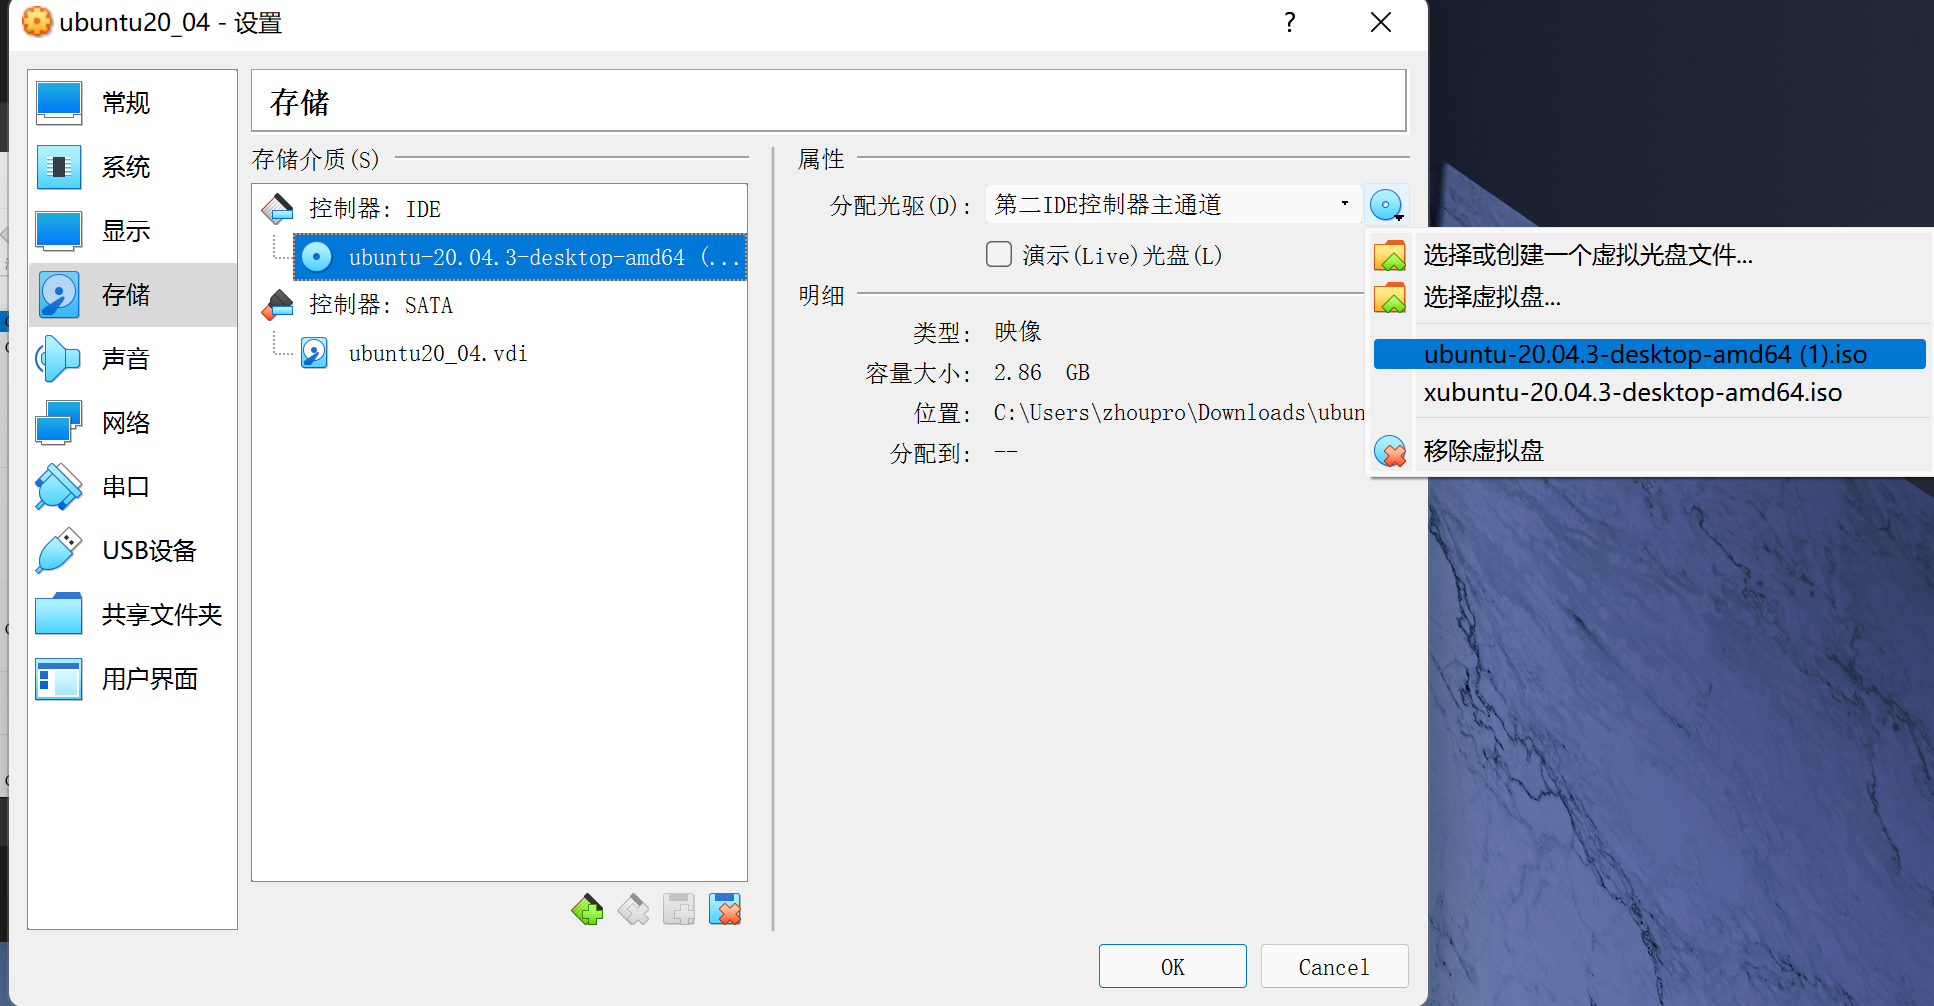 ubuntu20_04 - 设置
?
常规
系统
显示
存储
声音
网络
串口
USB设备
共享文件夹
用户界面
存储
存储介质(S)
控制器: IDE
ubuntu-20.04.3-desktop-amd64 (...
控制器: SATA
ubuntu20_04.vdi
属性
分配光驱(D): 第二IDE控制器主通道
演示(Live)光盘(L)
明细
类型: 映像
容量大小: 2.86 GB
位置: C:\Users\zhoupro\Downloads\ubun
分配到: --
选择或创建一个虚拟光盘文件...
选择虚拟盘...
ubuntu-20.04.3-desktop-amd64 (1).iso
xubuntu-20.04.3-desktop-amd64.iso
移除虚拟盘
OK
Cancel